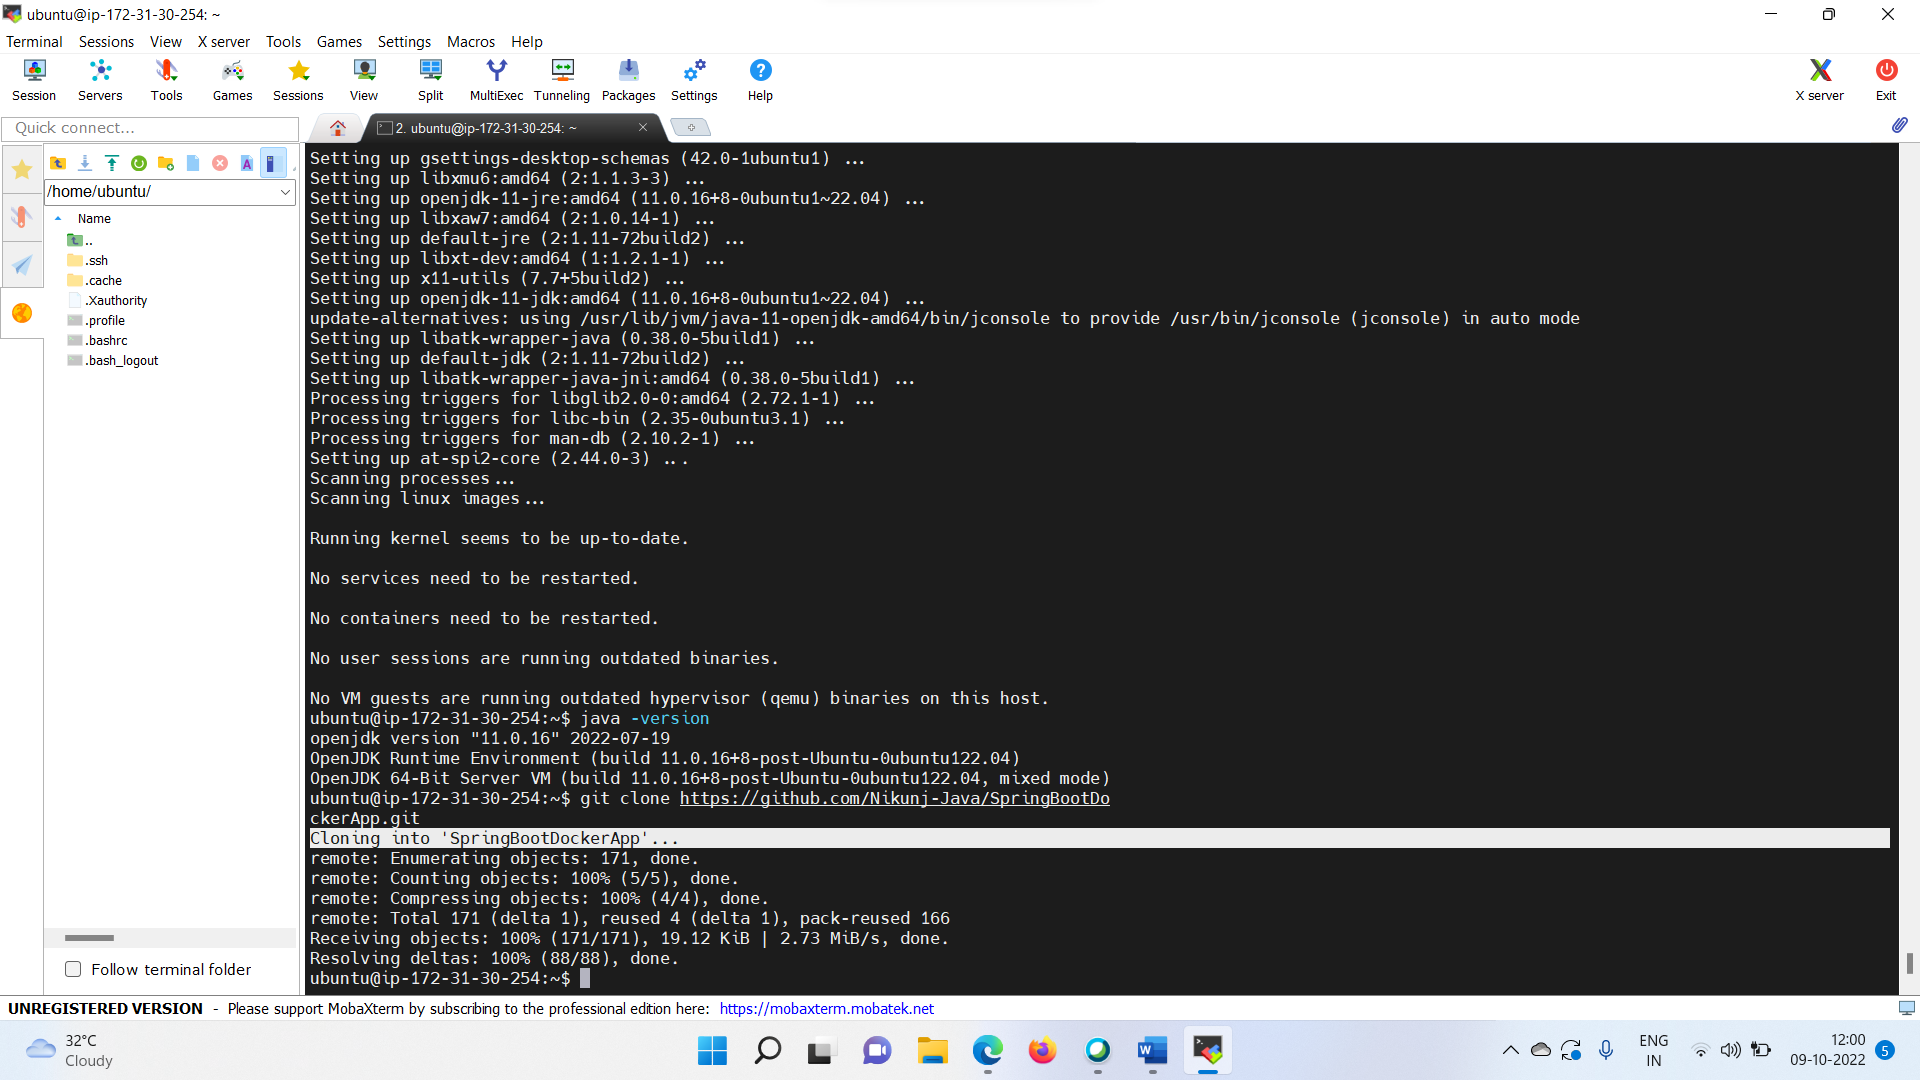 ubuntu@ip-172-31-30-254: ~
Terminal Sessions View X server Tools Games Settings Macros Help
Session Servers Tools Games Sessions View Split MultiExec Tunneling Packages Settings Help X server Exit
Quick connect...
2. ubuntu@ip-172-31-30-254: ~
/home/ubuntu/
Name
..
.ssh
.cache
.Xauthority
.profile
.bashrc
.bash_logout
Follow terminal folder
Setting up gsettings-desktop-schemas (42.0-1ubuntu1) ...
Setting up libxmu6:amd64 (2:1.1.3-3) ...
Setting up openjdk-11-jre:amd64 (11.0.16+8-0ubuntu1~22.04) ...
Setting up libxaw7:amd64 (2:1.0.14-1) ...
Setting up default-jre (2:1.11-72build2) ...
Setting up libxt-dev:amd64 (1:1.2.1-1) ...
Setting up x11-utils (7.7+5build2) ...
Setting up openjdk-11-jdk:amd64 (11.0.16+8-0ubuntu1~22.04) ...
update-alternatives: using /usr/lib/jvm/java-11-openjdk-amd64/bin/jconsole to provide /usr/bin/jconsole (jconsole) in auto mode
Setting up libatk-wrapper-java (0.38.0-5build1) ...
Setting up default-jdk (2:1.11-72build2) ...
Setting up libatk-wrapper-java-jni:amd64 (0.38.0-5build1) ...
Processing triggers for libglib2.0-0:amd64 (2.72.1-1) ...
Processing triggers for libc-bin (2.35-0ubuntu3.1) ...
Processing triggers for man-db (2.10.2-1) ...
Setting up at-spi2-core (2.44.0-3) ...
Scanning processes...
Scanning linux images...
Running kernel seems to be up-to-date.
No services need to be restarted.
No containers need to be restarted.
No user sessions are running outdated binaries.
No VM guests are running outdated hypervisor (qemu) binaries on this host.
ubuntu@ip-172-31-30-254:~$ java -version
openjdk version "11.0.16" 2022-07-19
OpenJDK Runtime Environment (build 11.0.16+8-post-Ubuntu-0ubuntu122.04)
OpenJDK 64-Bit Server VM (build 11.0.16+8-post-Ubuntu-0ubuntu122.04, mixed mode)
ubuntu@ip-172-31-30-254:~$ git clone https://github.com/Nikunj-Java/SpringBootDo
ckerApp.git
Cloning into 'SpringBootDockerApp'...
remote: Enumerating objects: 171, done.
remote: Counting objects: 100% (5/5), done.
remote: Compressing objects: 100% (4/4), done.
remote: Total 171 (delta 1), reused 4 (delta 1), pack-reused 166
Receiving objects: 100% (171/171), 19.12 KiB | 2.73 MiB/s, done.
Resolving deltas: 100% (88/88), done.
ubuntu@ip-172-31-30-254:~$
UNREGISTERED VERSION - Please support MobaXterm by subscribing to the professional edition here: https://mobaxterm.mobatek.net
32°C
Cloudy
ENG
IN
12:00
09-10-2022
5